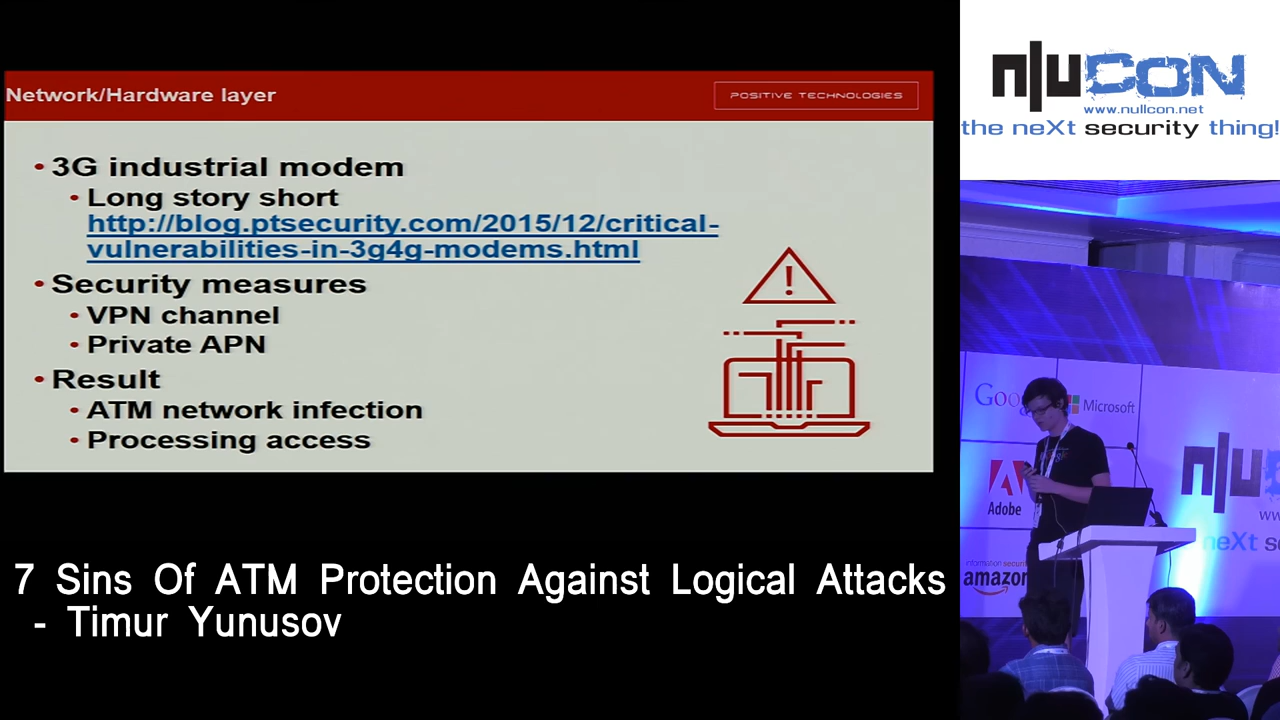 Network/Hardware layer
POSITIVE TECHNOLOGIES
• 3G industrial modem
• Long story short
http://blog.ptsecurity.com/2015/12/critical-
vulnerabilities-in-3g4g-modems.html
• Security measures
• VPN channel
• Private APN
• Result
• ATM network infection
• Processing access
7 Sins Of ATM Protection Against Logical Attacks
- Timur Yunusov
n|uCON
www.nullcon.net
the neXt security thing!
Microsoft
Adobe
n|u
neXt
amazon